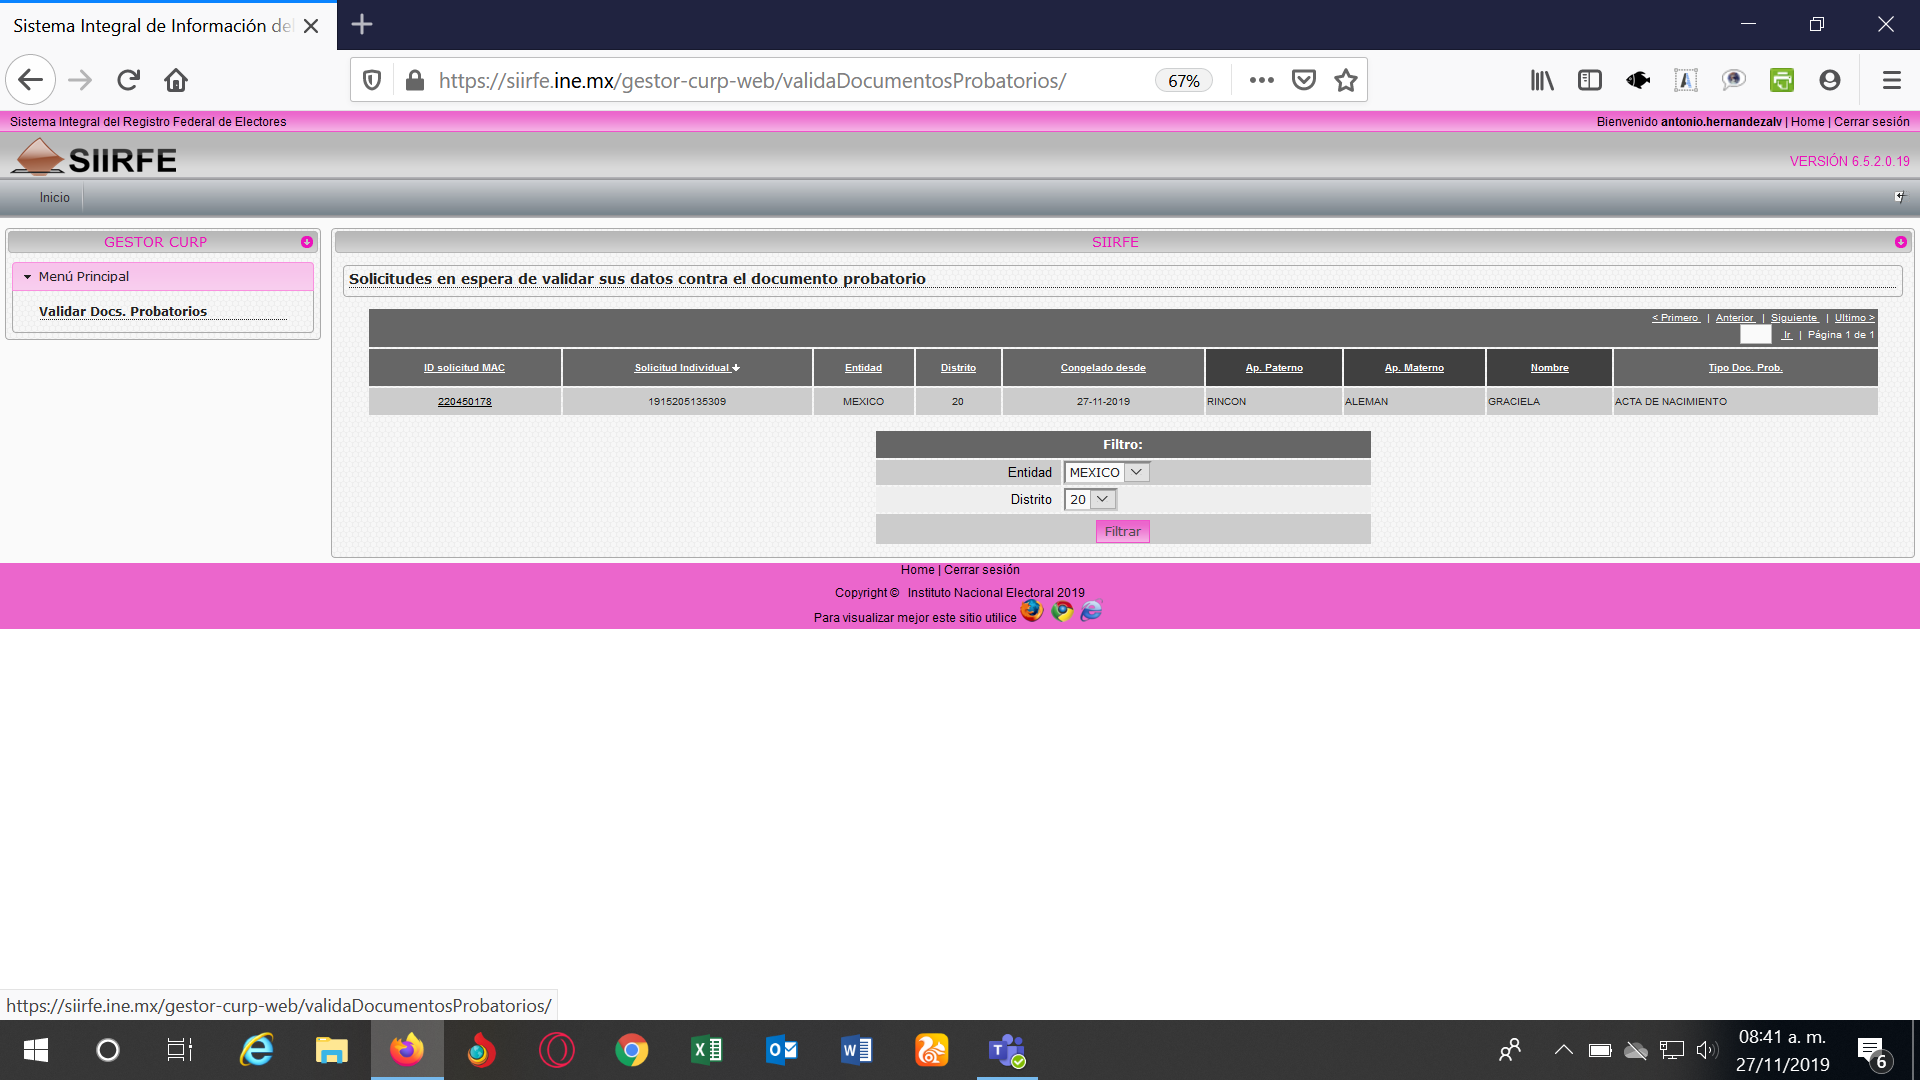 Sistema Integral de Información del
https://siirfe.ine.mx/gestor-curp-web/validaDocumentosProbatorios/
67%
Sistema Integral del Registro Federal de Electores
Bienvenido antonio.hernandezalv | Home | Cerrar sesión
SIIRFE
VERSIÓN 6.5.2.0.19
Inicio
GESTOR CURP
Menú Principal
Validar Docs. Probatorios
SIIRFE
Solicitudes en espera de validar sus datos contra el documento probatorio
< Primero | Anterior | Siguiente | Ultimo >
Ir | Página 1 de 1
ID solicitud MAC Solicitud Individual Entidad Distrito Congelado desde Ap. Paterno Ap. Materno Nombre Tipo Doc. Prob.
220450178 1915205135309 MEXICO 20 27-11-2019 RINCON ALEMAN GRACIELA ACTA DE NACIMIENTO
Filtro:
Entidad MEXICO
Distrito 20
Filtrar
Home | Cerrar sesión
Copyright © Instituto Nacional Electoral 2019
Para visualizar mejor este sitio utilice
https://siirfe.ine.mx/gestor-curp-web/validaDocumentosProbatorios/
08:41 a. m.
27/11/2019
6